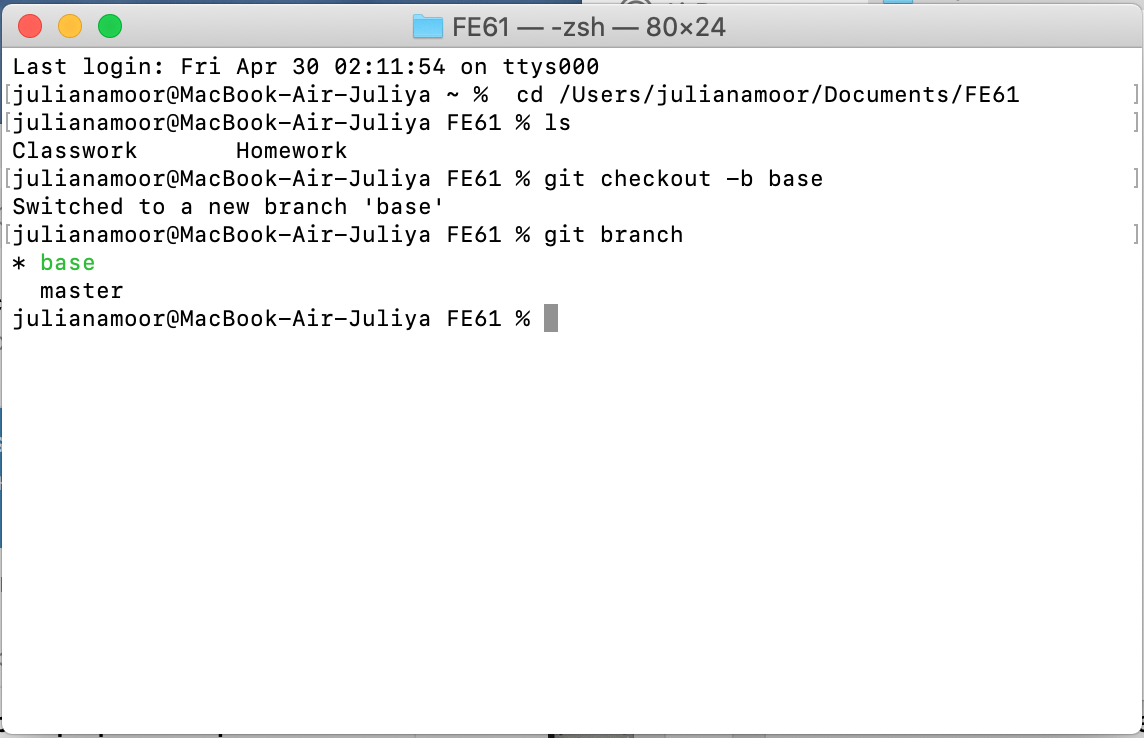 FE61 — -zsh — 80×24
Last login: Fri Apr 30 02:11:54 on ttys000
[julianamoor@MacBook-Air-Juliya ~ %  cd /Users/julianamoor/Documents/FE61 ]
[julianamoor@MacBook-Air-Juliya FE61 % ls ]
Classwork       Homework
[julianamoor@MacBook-Air-Juliya FE61 % git checkout -b base ]
Switched to a new branch 'base'
[julianamoor@MacBook-Air-Juliya FE61 % git branch ]
* base
  master
julianamoor@MacBook-Air-Juliya FE61 %